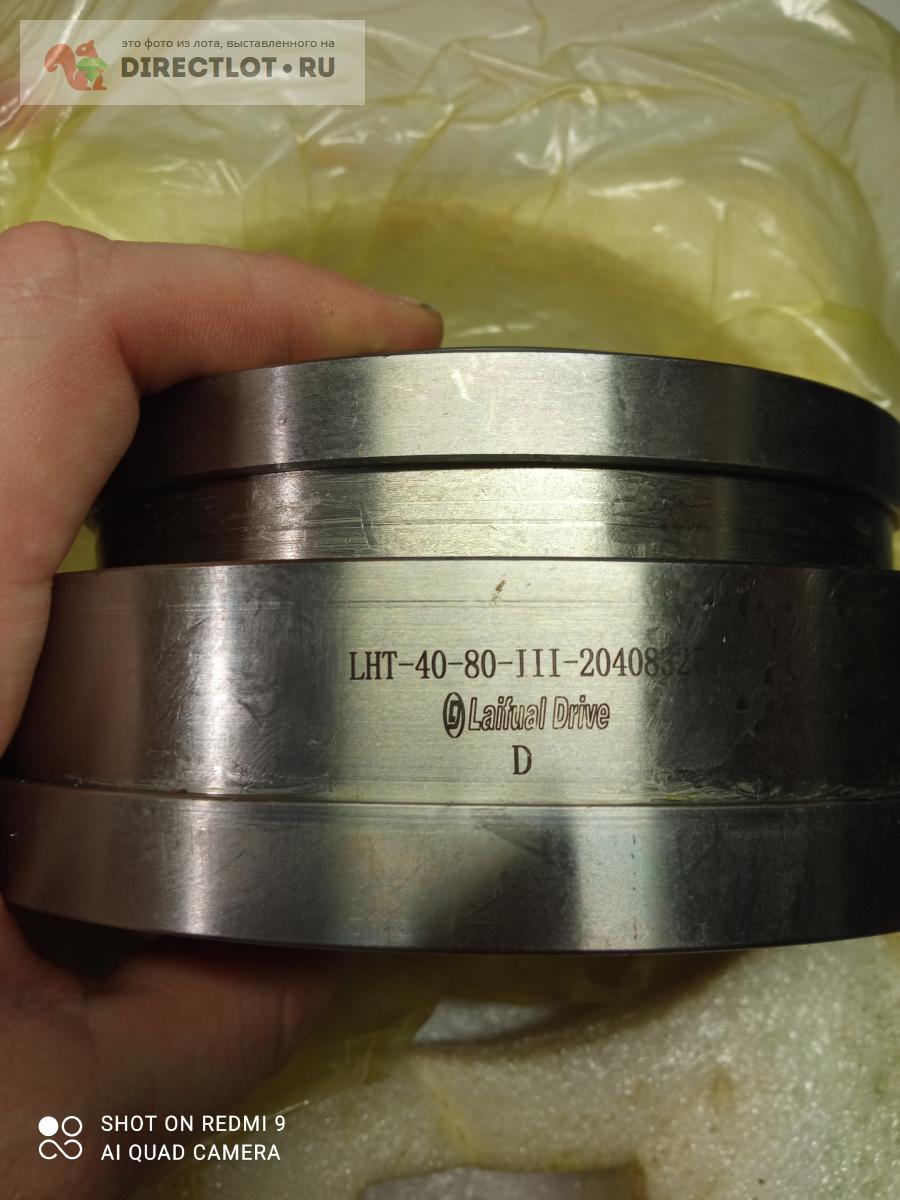 это фото из лота, выставленного на
DIRECTLOT•RU
LHT-40-80-III-2040832
Laifual Drive
D
SHOT ON REDMI 9
AI QUAD CAMERA